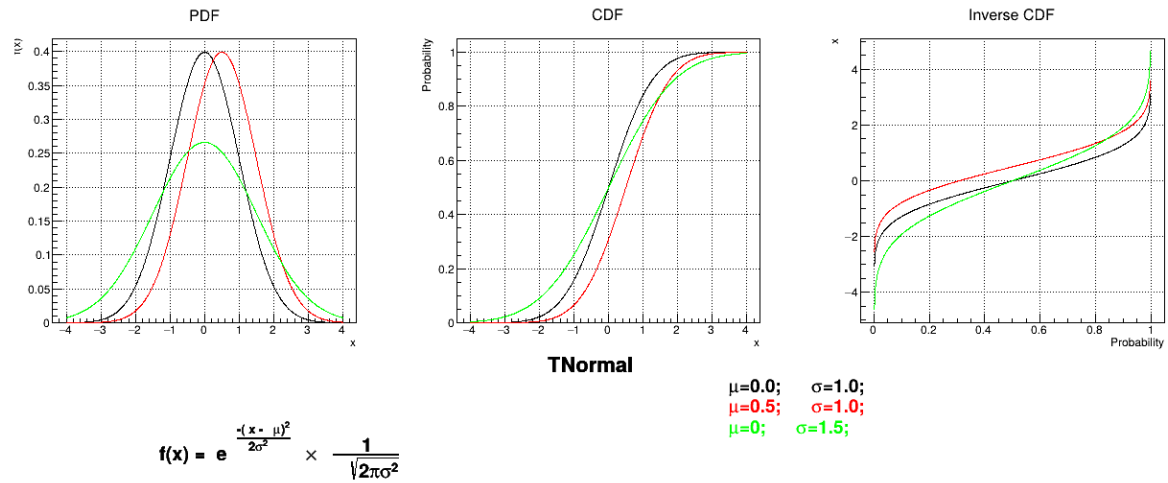 PDF
CDF
Inverse CDF
f(x)
0.4
0.35
0.3
0.25
0.2
0.15
0.1
0.05
0
−4 −3 −2 −1 0 1 2 3 4
x
Probability
1
0.8
0.6
0.4
0.2
0
−4 −3 −2 −1 0 1 2 3 4
x
x
4
2
0
−2
−4
0 0.2 0.4 0.6 0.8 1
Probability
TNormal
μ=0.0; σ=1.0;
μ=0.5; σ=1.0;
μ=0; σ=1.5;
f(x) = e^(-(x - μ)²/2σ²) × 1/√2πσ²